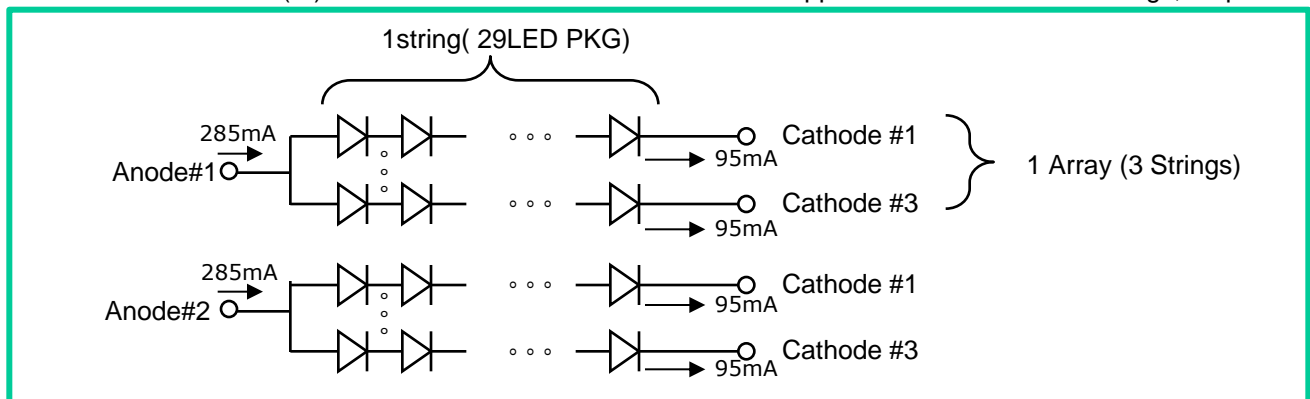 1string( 29LED PKG)
285mA
Anode#1
Cathode #1
95mA
1 Array (3 Strings)
Cathode #3
95mA
285mA
Anode#2
Cathode #1
95mA
Cathode #3
95mA